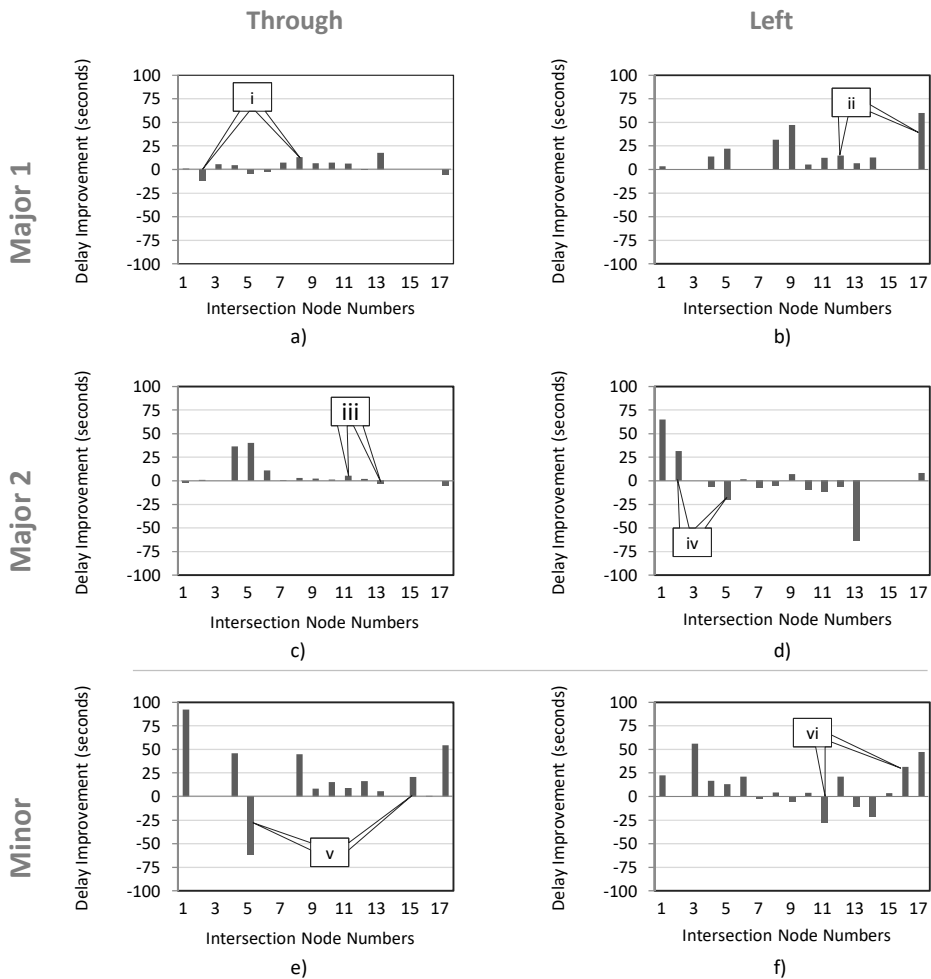 Through Left
Major 1
Delay Improvement (seconds)
100
75
50
25
0
-25
-50
-75
-100
i
1 3 5 7 9 11 13 15 17
Intersection Node Numbers
a)
Delay Improvement (seconds)
100
75
50
25
0
-25
-50
-75
-100
ii
1 3 5 7 9 11 13 15 17
Intersection Node Numbers
b)
Major 2
Delay Improvement (seconds)
100
75
50
25
0
-25
-50
-75
-100
iii
1 3 5 7 9 11 13 15 17
Intersection Node Numbers
c)
Delay Improvement (seconds)
100
75
50
25
0
-25
-50
-75
-100
iv
1 3 5 7 9 11 13 15 17
Intersection Node Numbers
d)
Minor
Delay Improvement (seconds)
100
75
50
25
0
-25
-50
-75
-100
v
1 3 5 7 9 11 13 15 17
Intersection Node Numbers
e)
Delay Improvement (seconds)
100
75
50
25
0
-25
-50
-75
-100
vi
1 3 5 7 9 11 13 15 17
Intersection Node Numbers
f)